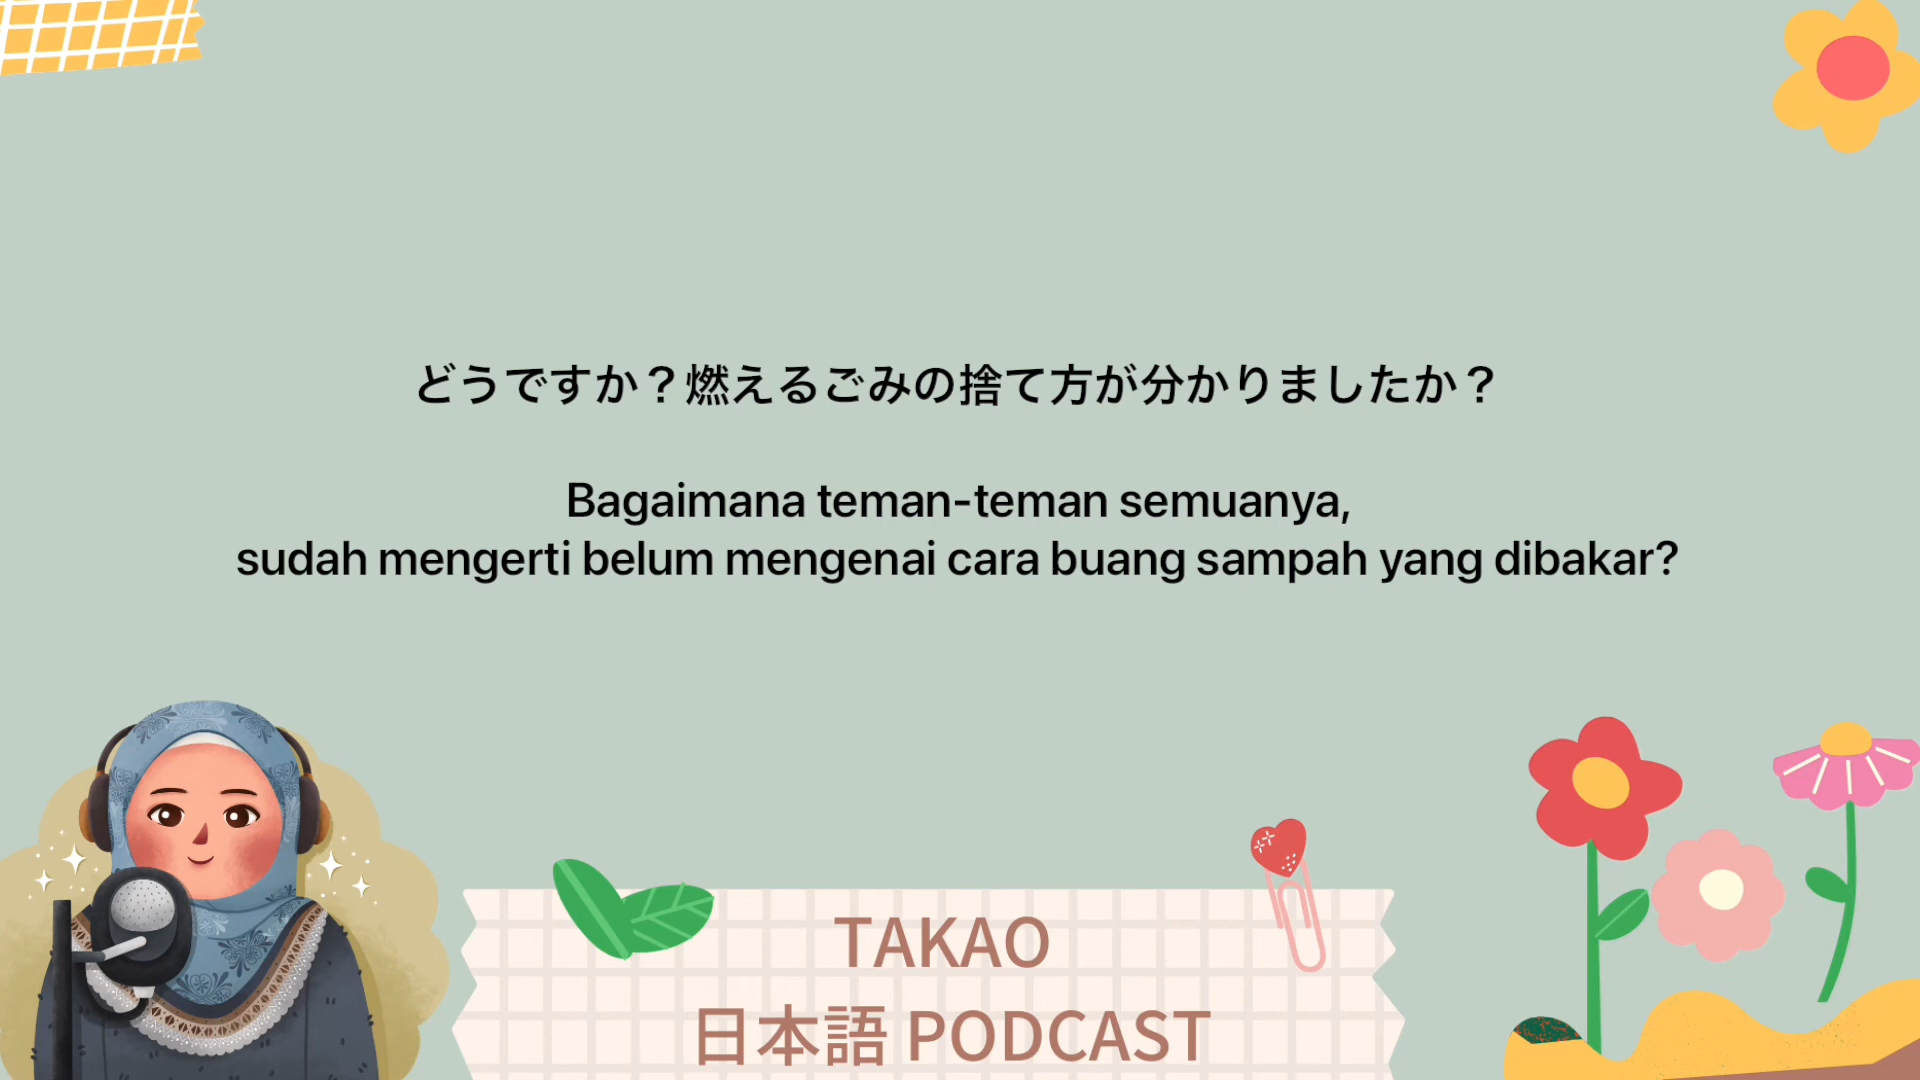 どうですか？燃えるごみの捨て方が分かりましたか？
Bagaimana teman-teman semuanya,
sudah mengerti belum mengenai cara buang sampah yang dibakar?
TAKAO
日本語 PODCAST